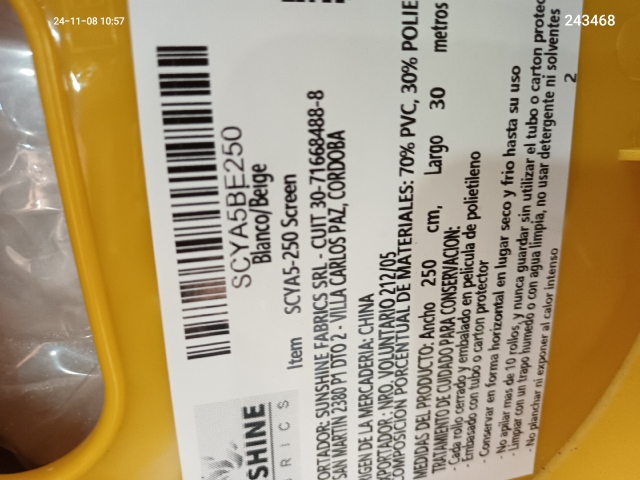 24-11-08 10:57
243468
SCYA5BE250
Blanco/Beige
Item SCYA5-250 Screen
SHINE
RICS
ORTADOR: SUNSHINE FABRICS SRL - CUIT 30-71668488-8
SAN MARTIN 2380 P1 DTO 2 - VILLA CARLOS PAZ, CORDOBA
IGEN DE LA MERCADERIA: CHINA
XPORTADOR: NRO. VOLUNTARIO 212/05
COMPOSICIÓN PORCENTUAL DE MATERIALES: 70% PVC, 30% POLIE
MEDIDAS DEL PRODUCTO: Ancho 250 cm, Largo 30 metros
TRATAMIENTO DE CUIDADO PARA CONSERVACION:
- Cada rollo cerrado y embalado en pelicula de polietileno
- Embasado con tubo o carton protector
- Conservar en forma horizontal en lugar seco y frio hasta su uso
- No apilar mas de 10 rollos, y nunca guardar sin utilizar el tubo o carton protec
- Limpiar con un trapo humedo o con agua limpia, no usar detergente ni solventes
- No planchar ni exponer al calor intenso
2